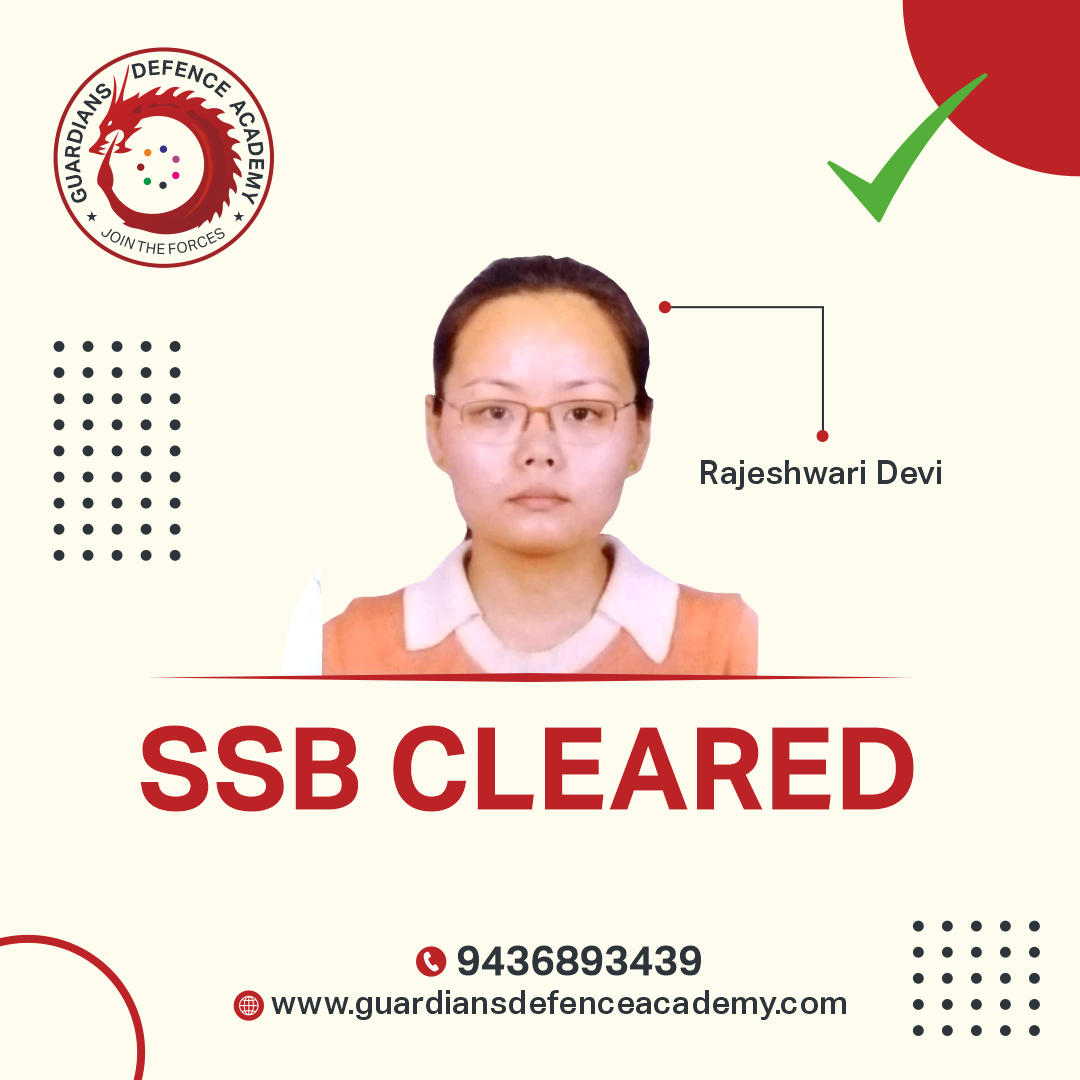 GUARDIANS DEFENCE ACADEMY
JOIN THE FORCES
Rajeshwari Devi
SSB CLEARED
9436893439
www.guardiansdefenceacademy.com